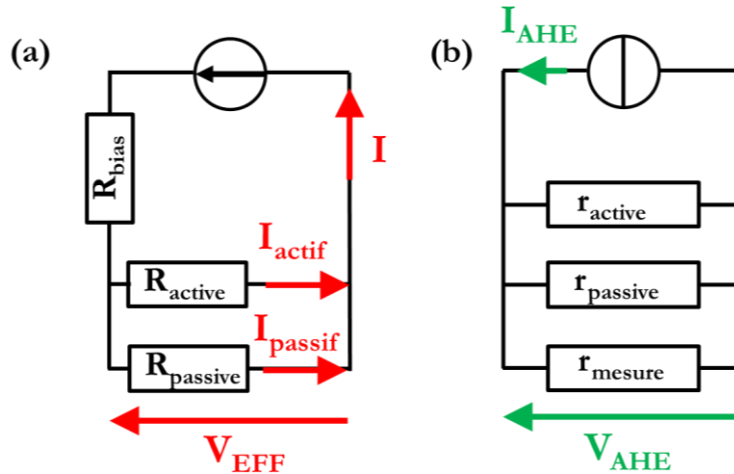 (a)
I
R_bias
I_actif
R_active
I_passif
R_passive
V_EFF
(b)
I_AHE
r_active
r_passive
r_mesure
V_AHE